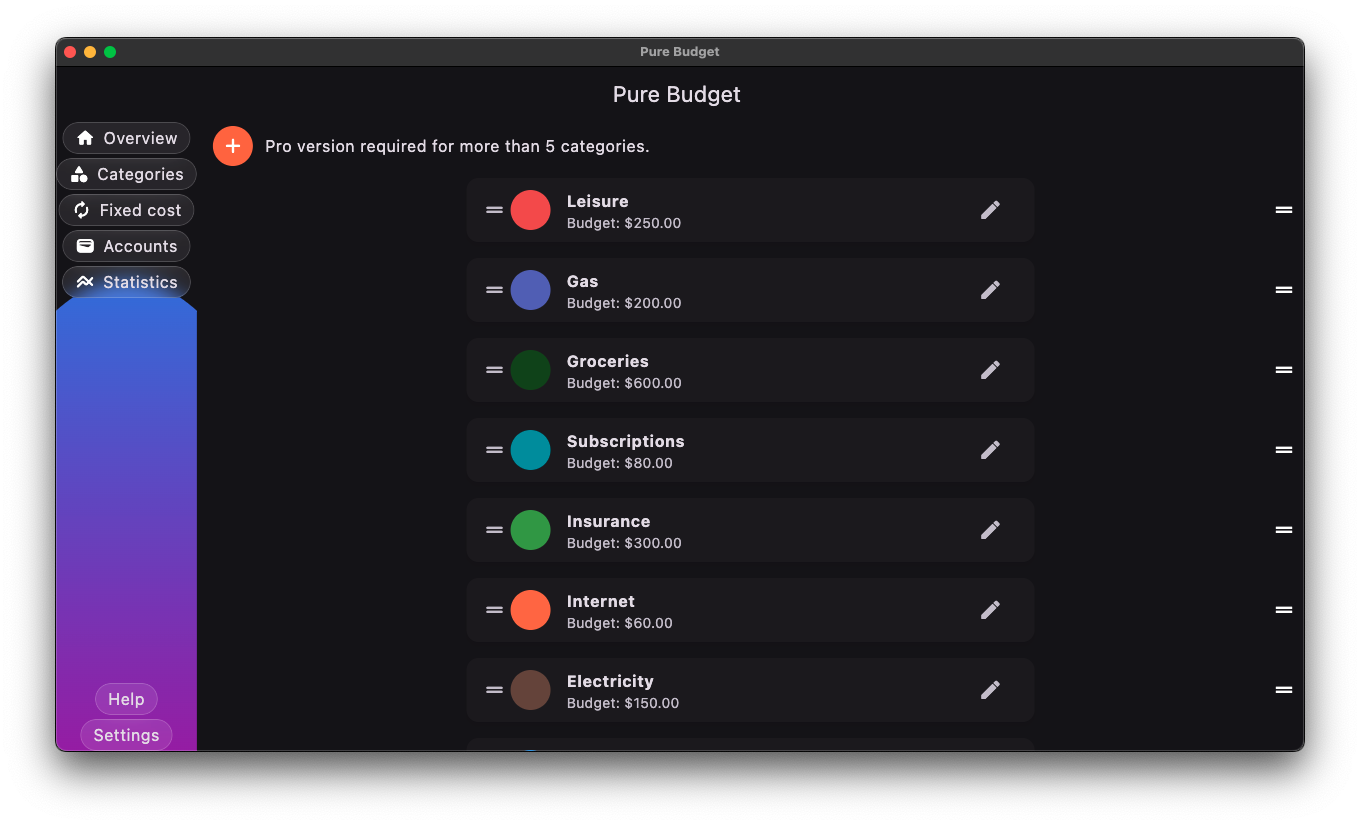 Pure Budget
Pure Budget
Overview
Categories
Fixed cost
Accounts
Statistics
Help
Settings
Pro version required for more than 5 categories.
Leisure
Budget: $250.00
Gas
Budget: $200.00
Groceries
Budget: $600.00
Subscriptions
Budget: $80.00
Insurance
Budget: $300.00
Internet
Budget: $60.00
Electricity
Budget: $150.00